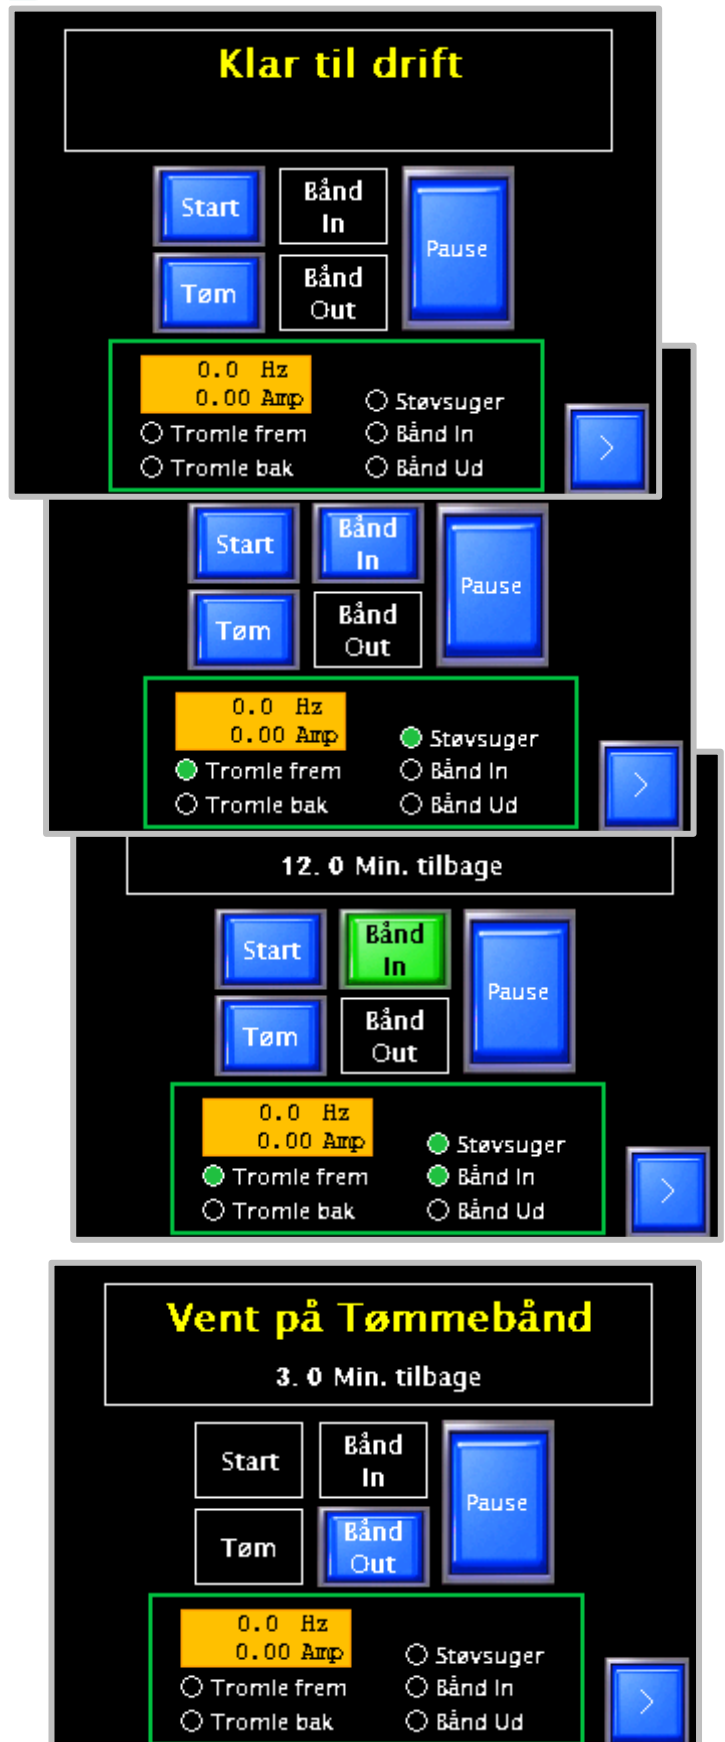 Klar til drift
Start
Bånd
In
Pause
Tøm
Bånd
Out
0.0 Hz
0.00 Amp
Støvsuger
Tromle frem
Bånd In
Tromle bak
Bånd Ud
>
Start
Bånd
In
Pause
Tøm
Bånd
Out
0.0 Hz
0.00 Amp
Støvsuger
Tromle frem
Bånd In
Tromle bak
Bånd Ud
>
12. 0 Min. tilbage
Start
Bånd
In
Pause
Tøm
Bånd
Out
0.0 Hz
0.00 Amp
Støvsuger
Tromle frem
Bånd In
Tromle bak
Bånd Ud
>
Vent på Tømmebånd
3. 0 Min. tilbage
Start
Bånd
In
Pause
Tøm
Bånd
Out
0.0 Hz
0.00 Amp
Støvsuger
Tromle frem
Bånd In
Tromle bak
Bånd Ud
>